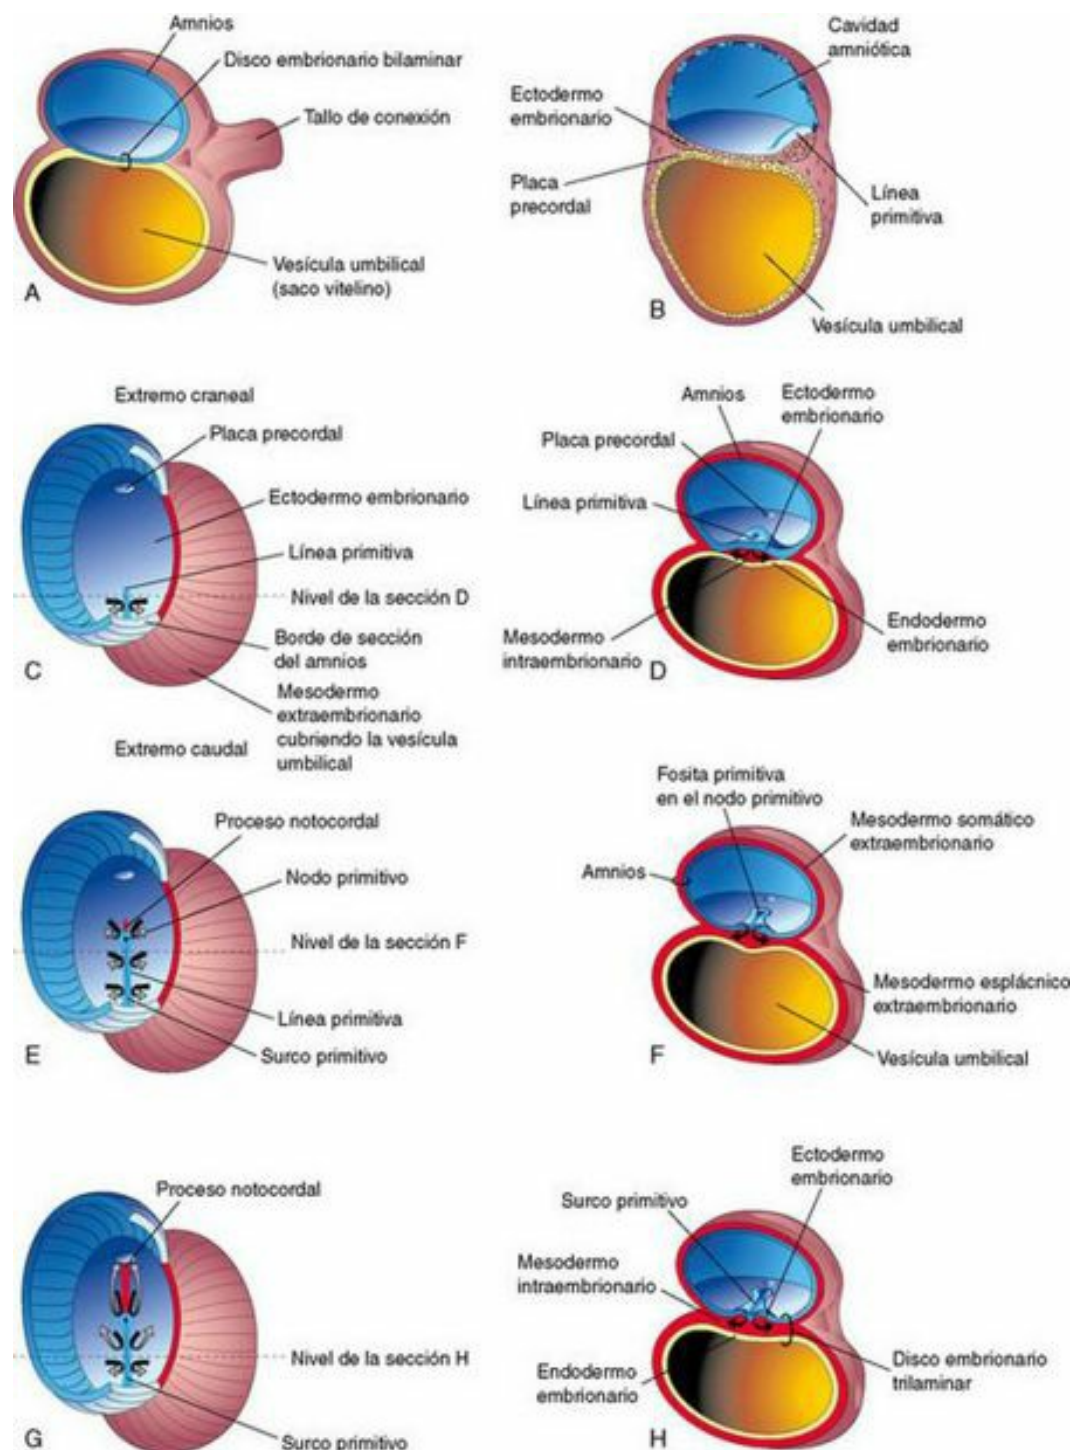 Amnios
Disco embrionario bilaminar
Tallo de conexión
Vesícula umbilical
(saco vitelino)
A
Cavidad
amniótica
Ectodermo
embrionario
Placa
precordal
Línea
primitiva
Vesícula umbilical
B
Extremo craneal
Placa precordal
Ectodermo embrionario
Línea primitiva
Nivel de la sección D
Borde de sección
del amnios
Mesodermo
extraembrionario
cubriendo la vesícula
umbilical
Extremo caudal
C
Amnios
Ectodermo
embrionario
Placa precordal
Línea primitiva
Mesodermo
intraembrionario
Endodermo
embrionario
D
Proceso notocordal
Nodo primitivo
Nivel de la sección F
Línea primitiva
Surco primitivo
E
Fosita primitiva
en el nodo primitivo
Mesodermo somático
extraembrionario
Amnios
Mesodermo esplácnico
extraembrionario
Vesícula umbilical
F
Proceso notocordal
Nivel de la sección H
Surco primitivo
G
Ectodermo
embrionario
Surco primitivo
Mesodermo
intraembrionario
Endodermo
embrionario
Disco embrionario
trilaminar
H